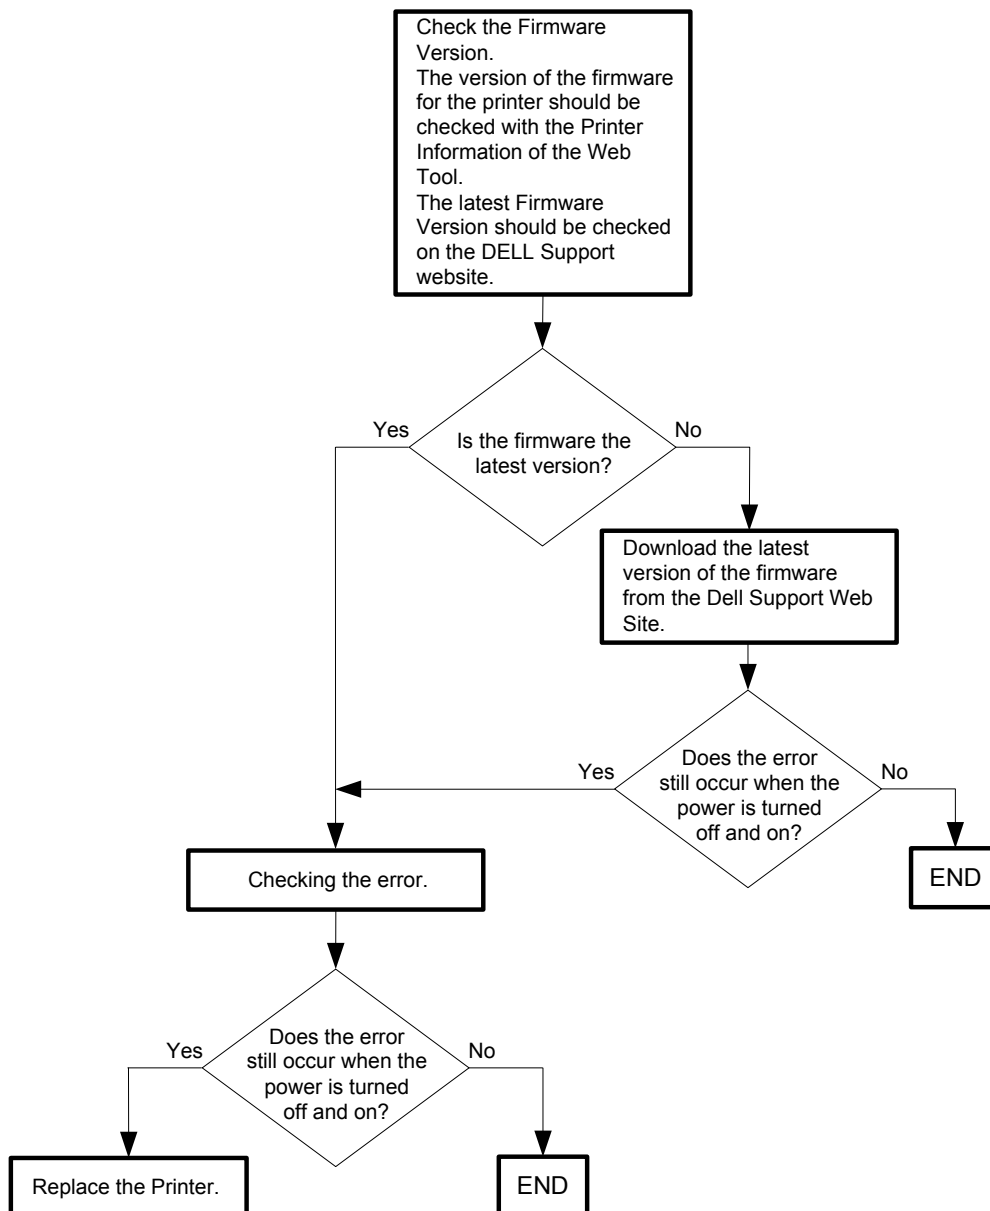 Check the Firmware
Version.
The version of the firmware
for the printer should be
checked with the Printer
Information of the Web
Tool.
The latest Firmware
Version should be checked
on the DELL Support
website.
Yes
No
Is the firmware the
latest version?
Download the latest
version of the firmware
from the Dell Support Web
Site.
Yes
No
Does the error
still occur when the
power is turned
off and on?
END
Checking the error.
Yes
No
Does the error
still occur when the
power is turned
off and on?
Replace the Printer.
END